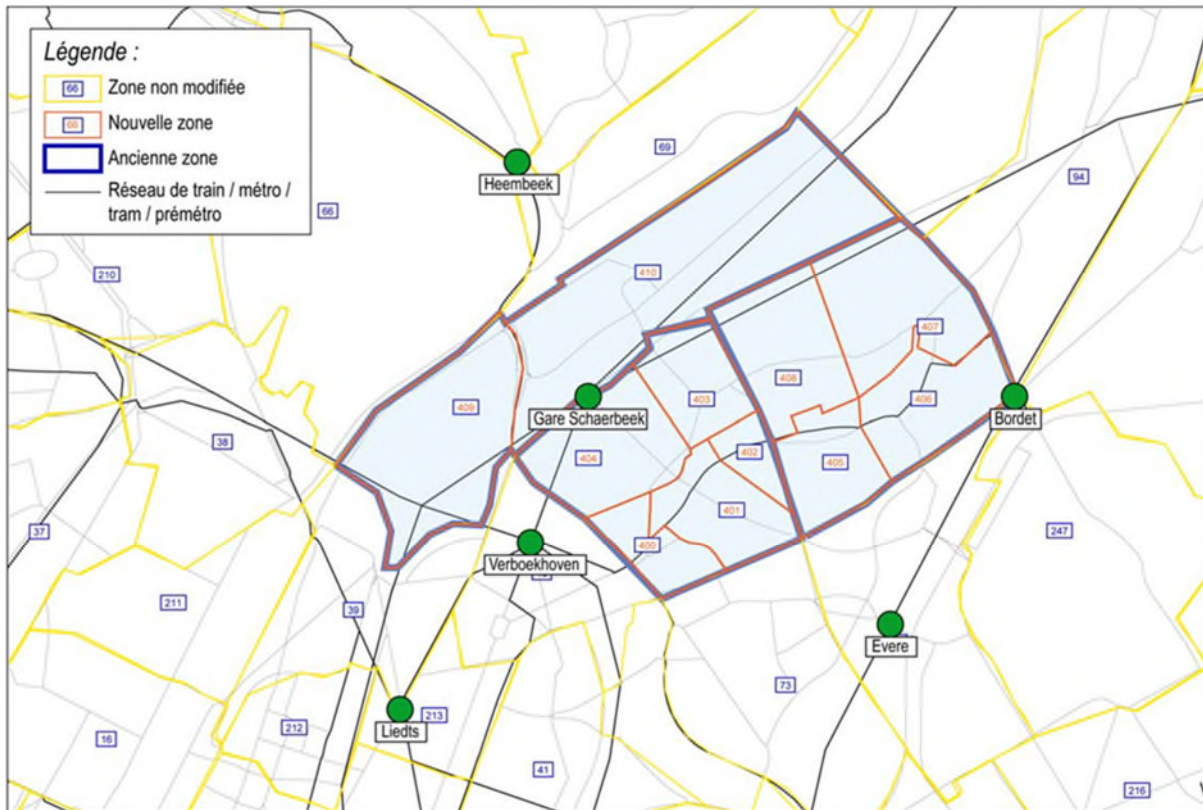 Légende :
66 Zone non modifiée
66 Nouvelle zone
Ancienne zone
Réseau de train / métro /
tram / prémétro
Heembeek
69
94
66
210
410
407
408
409
403
406
Gare Schaerbeek
Bordet
38
404
402
405
401
37
400
247
Verboekhoven
211
39
Evere
73
213
Liedts
212
16
41
216